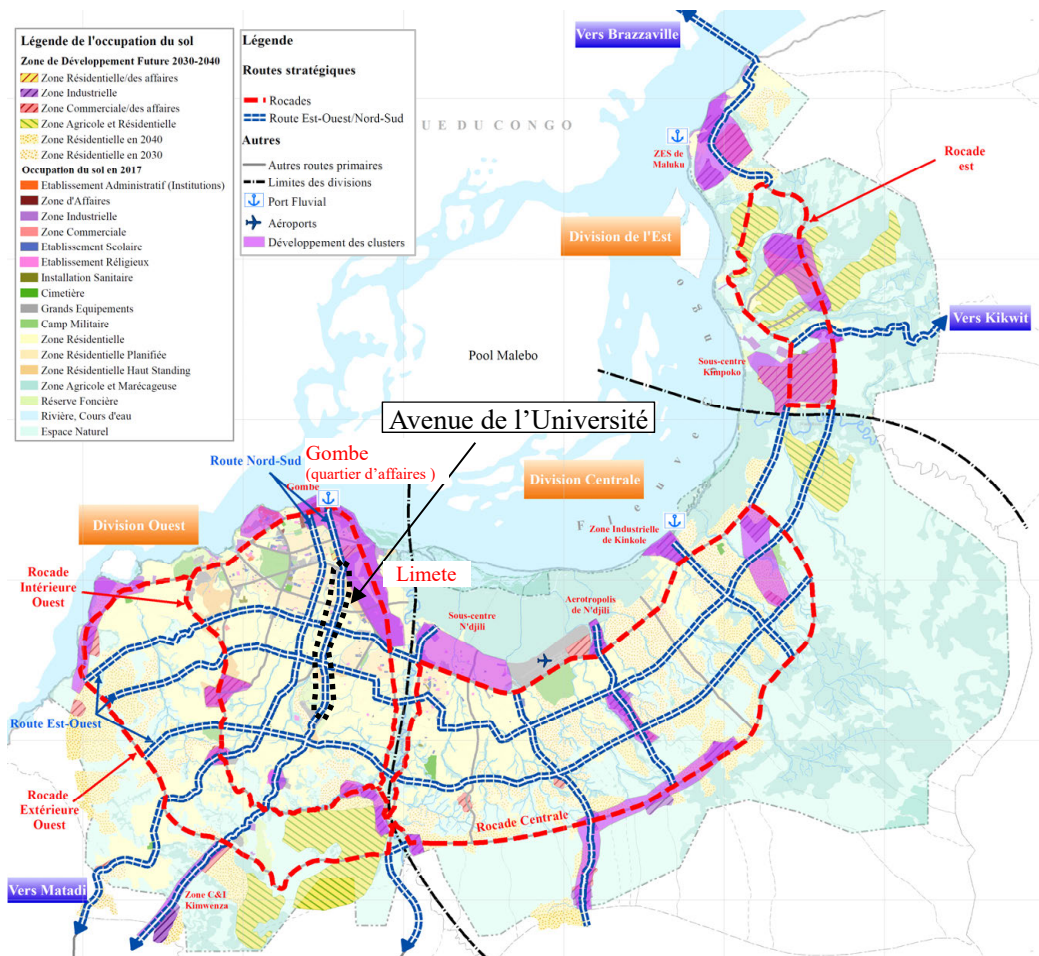 Légende de l'occupation du sol
Zone de Développement Future 2030-2040
Zone Résidentielle/des affaires
Zone Industrielle
Zone Commerciale/des affaires
Zone Agricole et Résidentielle
Zone Résidentielle en 2040
Zone Résidentielle en 2030
Occupation du sol en 2017
Etablissement Administratif (Institutions)
Zone d'Affaires
Zone Industrielle
Zone Commerciale
Etablissement Scolaire
Etablissement Réligieux
Installation Sanitaire
Cimetière
Grands Equipements
Camp Militaire
Zone Résidentielle
Zone Résidentielle Planifiée
Zone Résidentielle Haut Standing
Zone Agricole et Marécageuse
Réserve Foncière
Rivière, Cours d'eau
Espace Naturel
Légende
Routes stratégiques
Rocades
Route Est-Ouest/Nord-Sud
Autres
Autres routes primaires
Limites des divisions
Port Fluvial
Aéroports
Développement des clusters
Vers Brazzaville
UE DU CONGO
ZES de
Maluku
Rocade
est
Division de l'Est
Vers Kikwit
Pool Malebo
Sous-centre
Kimpoko
Avenue de l'Université
Route Nord-Sud
Gombe
(quartier d'affaires )
Gombe
Division Centrale
Fleuve
Division Ouest
Zone Industrielle
de Kinkole
Rocade
Intérieure
Ouest
Limete
Sous-centre
N'djili
Aerotropolis
de N'djili
Route Est-Ouest
Rocade
Extérieure
Ouest
Rocade Centrale
Vers Matadi
Zone C&I
Kimwenza